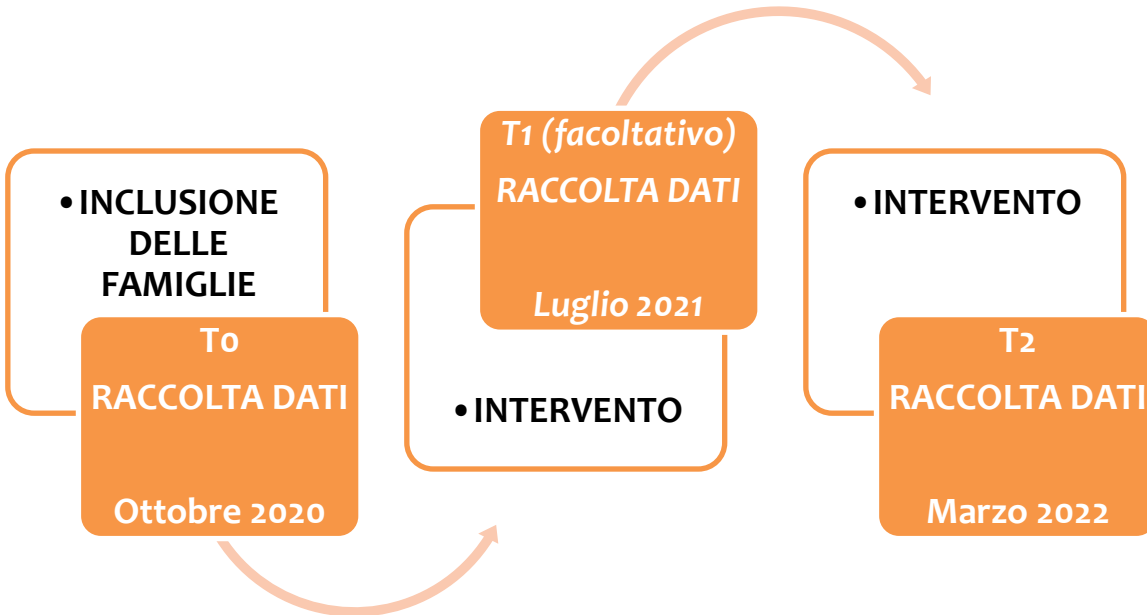 • INCLUSIONE
DELLE
FAMIGLIE
T0
RACCOLTA DATI
Ottobre 2020
T1 (facoltativo)
RACCOLTA DATI
Luglio 2021
• INTERVENTO
• INTERVENTO
T2
RACCOLTA DATI
Marzo 2022